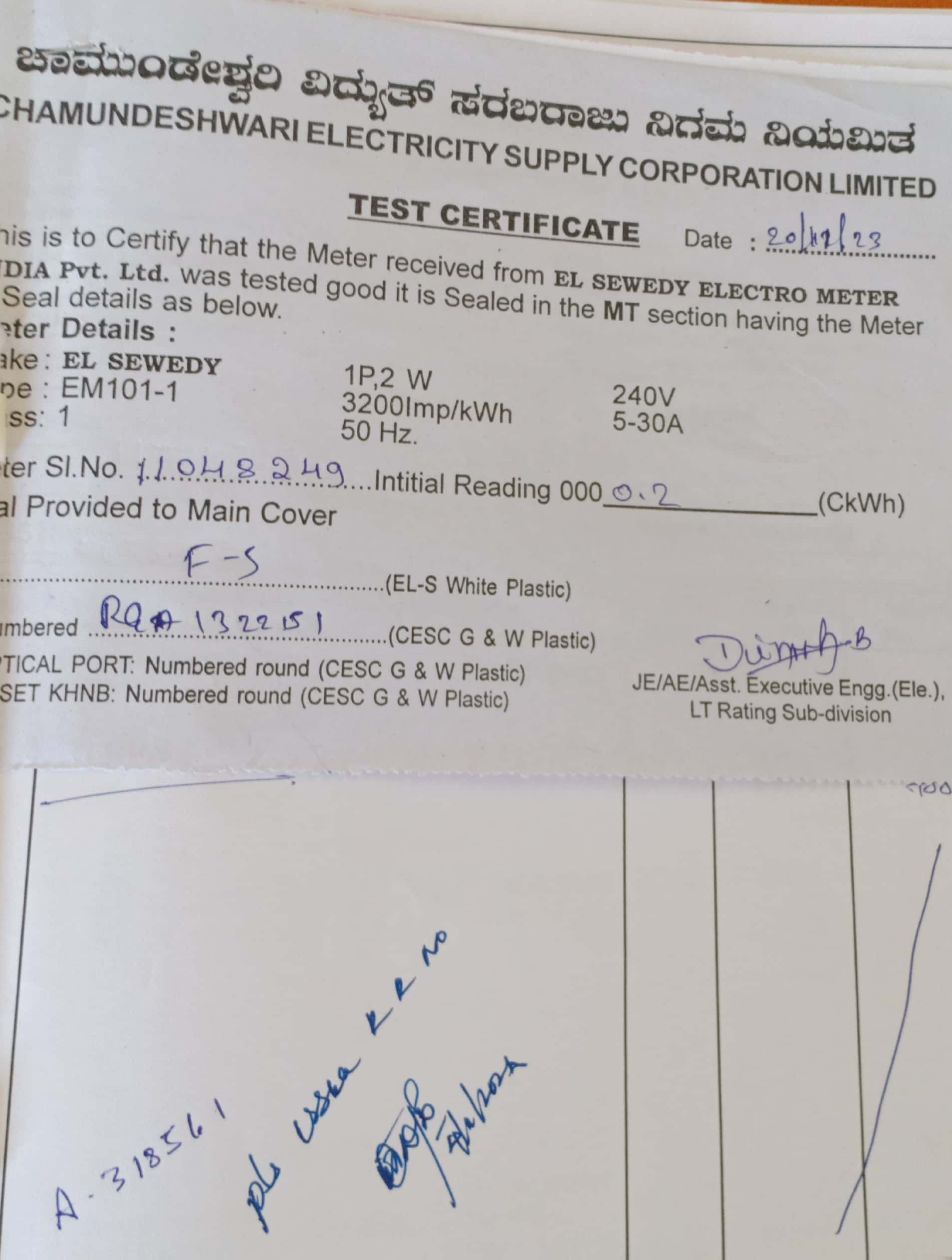 ಚಾಮುಂಡೇಶ್ವರಿ ವಿದ್ಯುತ್ ಸರಬರಾಜು ನಿಗಮ ನಿಯಮಿತ
CHAMUNDESHWARI ELECTRICITY SUPPLY CORPORATION LIMITED
TEST CERTIFICATE Date : 20/12/23
his is to Certify that the Meter received from EL SEWEDY ELECTRO METER
DIA Pvt. Ltd. was tested good it is Sealed in the MT section having the Meter
Seal details as below.
eter Details :
ake : EL SEWEDY 1P,2 W 240V
pe : EM101-1 3200Imp/kWh 5-30A
ss: 1 50 Hz.
ter Sl.No. 11048249 Intitial Reading 000 0.2 (CkWh)
al Provided to Main Cover
F-S (EL-S White Plastic)
umbered 1322151 (CESC G & W Plastic)
TICAL PORT: Numbered round (CESC G & W Plastic)
SET KHNB: Numbered round (CESC G & W Plastic)
JE/AE/Asst. Executive Engg.(Ele.),
LT Rating Sub-division
A-318561
R R No